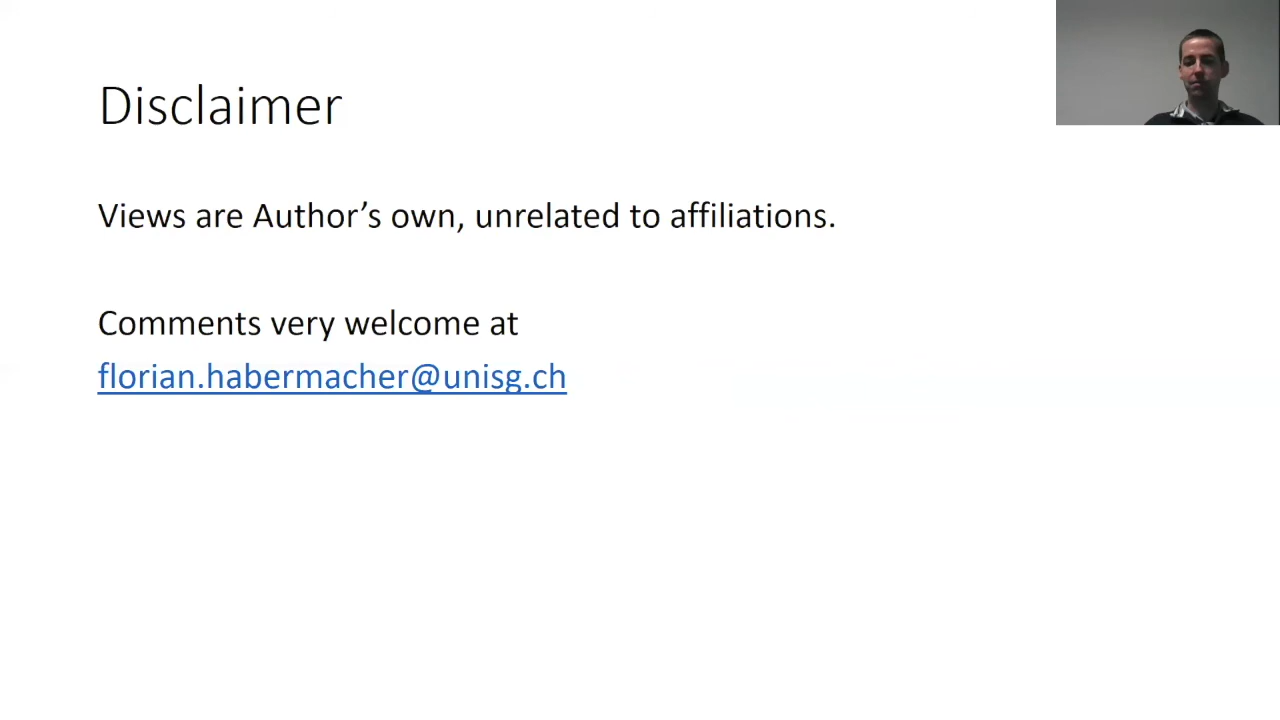 Disclaimer
Views are Author’s own, unrelated to affiliations.
Comments very welcome at
florian.habermacher@unisg.ch